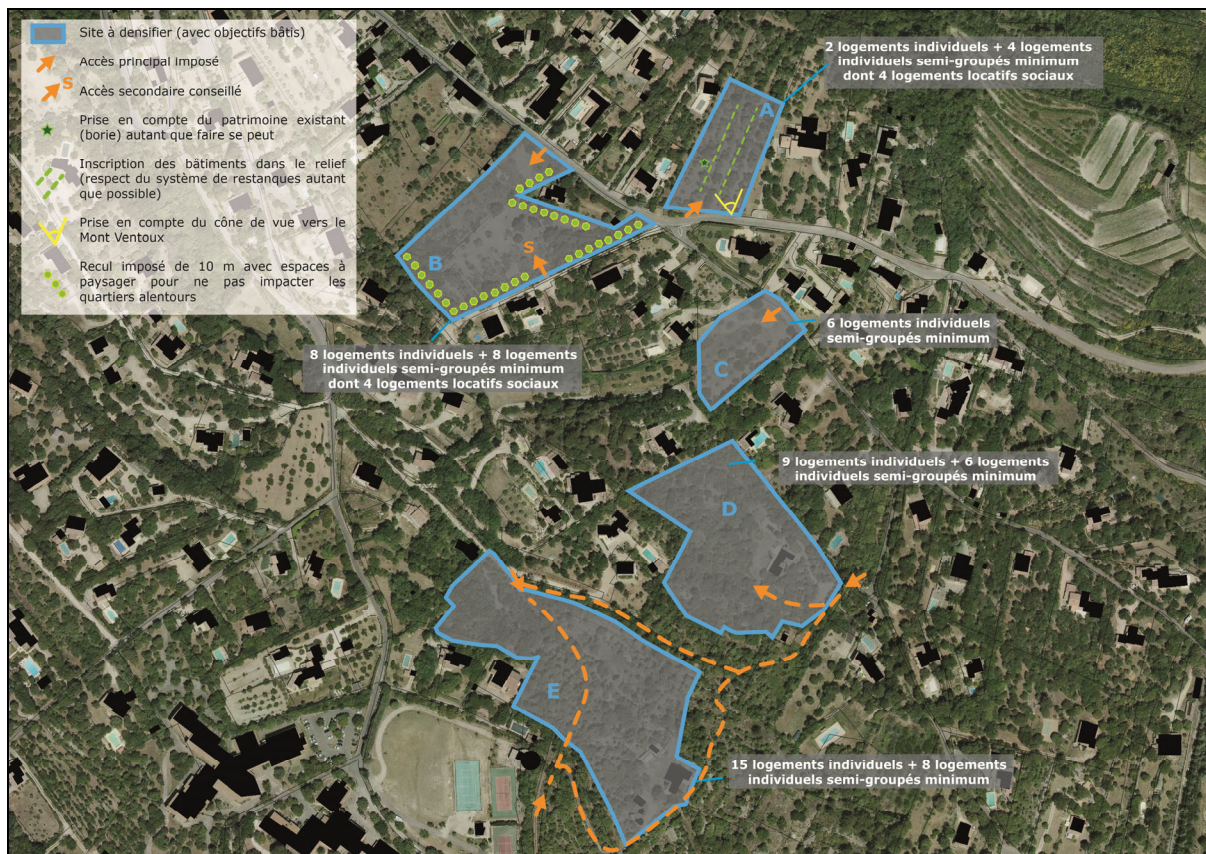 Site à densifier (avec objectifs bâtis)
Accès principal imposé
S
Accès secondaire conseillé
Prise en compte du patrimoine existant
(borie) autant que faire se peut
Inscription des bâtiments dans le relief
(respect du système de restanques autant
que possible)
Prise en compte du cône de vue vers le
Mont Ventoux
Recul imposé de 10 m avec espaces à
paysager pour ne pas impacter les
quartiers alentours
2 logements individuels + 4 logements
individuels semi-groupés minimum
dont 4 logements locatifs sociaux
A
B
S
8 logements individuels + 8 logements
individuels semi-groupés minimum
dont 4 logements locatifs sociaux
6 logements individuels
semi-groupés minimum
C
9 logements individuels + 6 logements
individuels semi-groupés minimum
D
E
15 logements individuels + 8 logements
individuels semi-groupés minimum